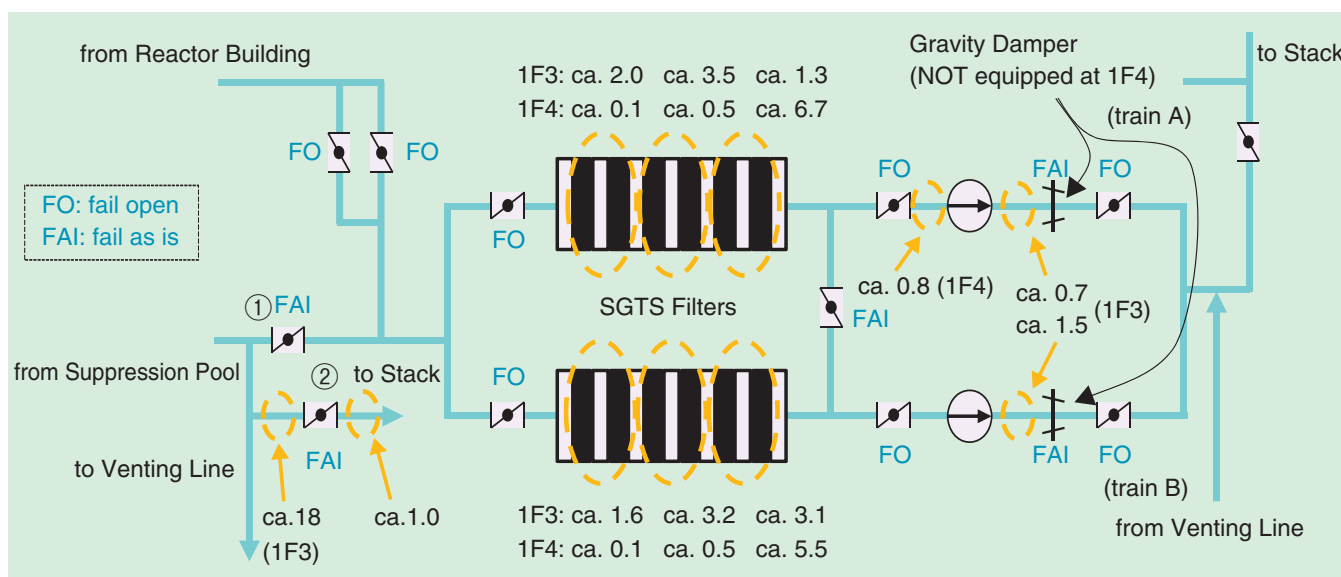 from Reactor Building
Gravity Damper
(NOT equipped at 1F4)
to Stack
1F3: ca. 2.0 ca. 3.5 ca. 1.3
1F4: ca. 0.1 ca. 0.5 ca. 6.7
(train A)
FO FO
FO FAI FO
FO: fail open
FAI: fail as is
FO
ca. 0.8 (1F4)
ca. 0.7
ca. 1.5
(1F3)
① FAI
SGTS Filters
FAI
from Suppression Pool
② to Stack
FO
FAI
FO FAI FO
to Venting Line
(train B)
ca.18
(1F3)
ca.1.0
1F3: ca. 1.6 ca. 3.2 ca. 3.1
1F4: ca. 0.1 ca. 0.5 ca. 5.5
from Venting Line